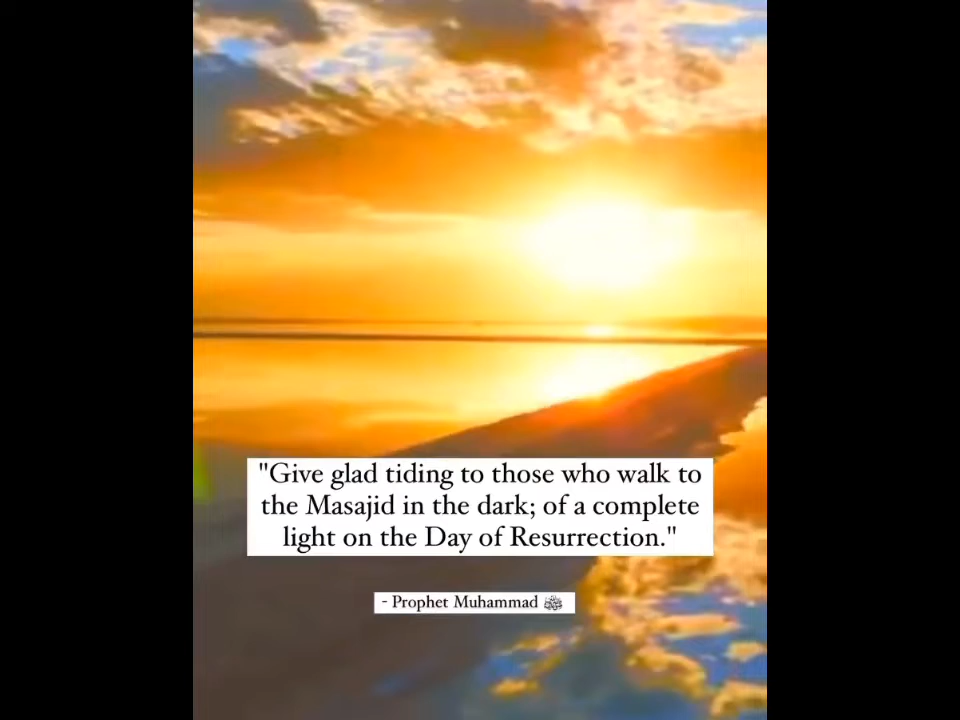 "Give glad tiding to those who walk to
the Masajid in the dark; of a complete
light on the Day of Resurrection."
- Prophet Muhammad ﷺ